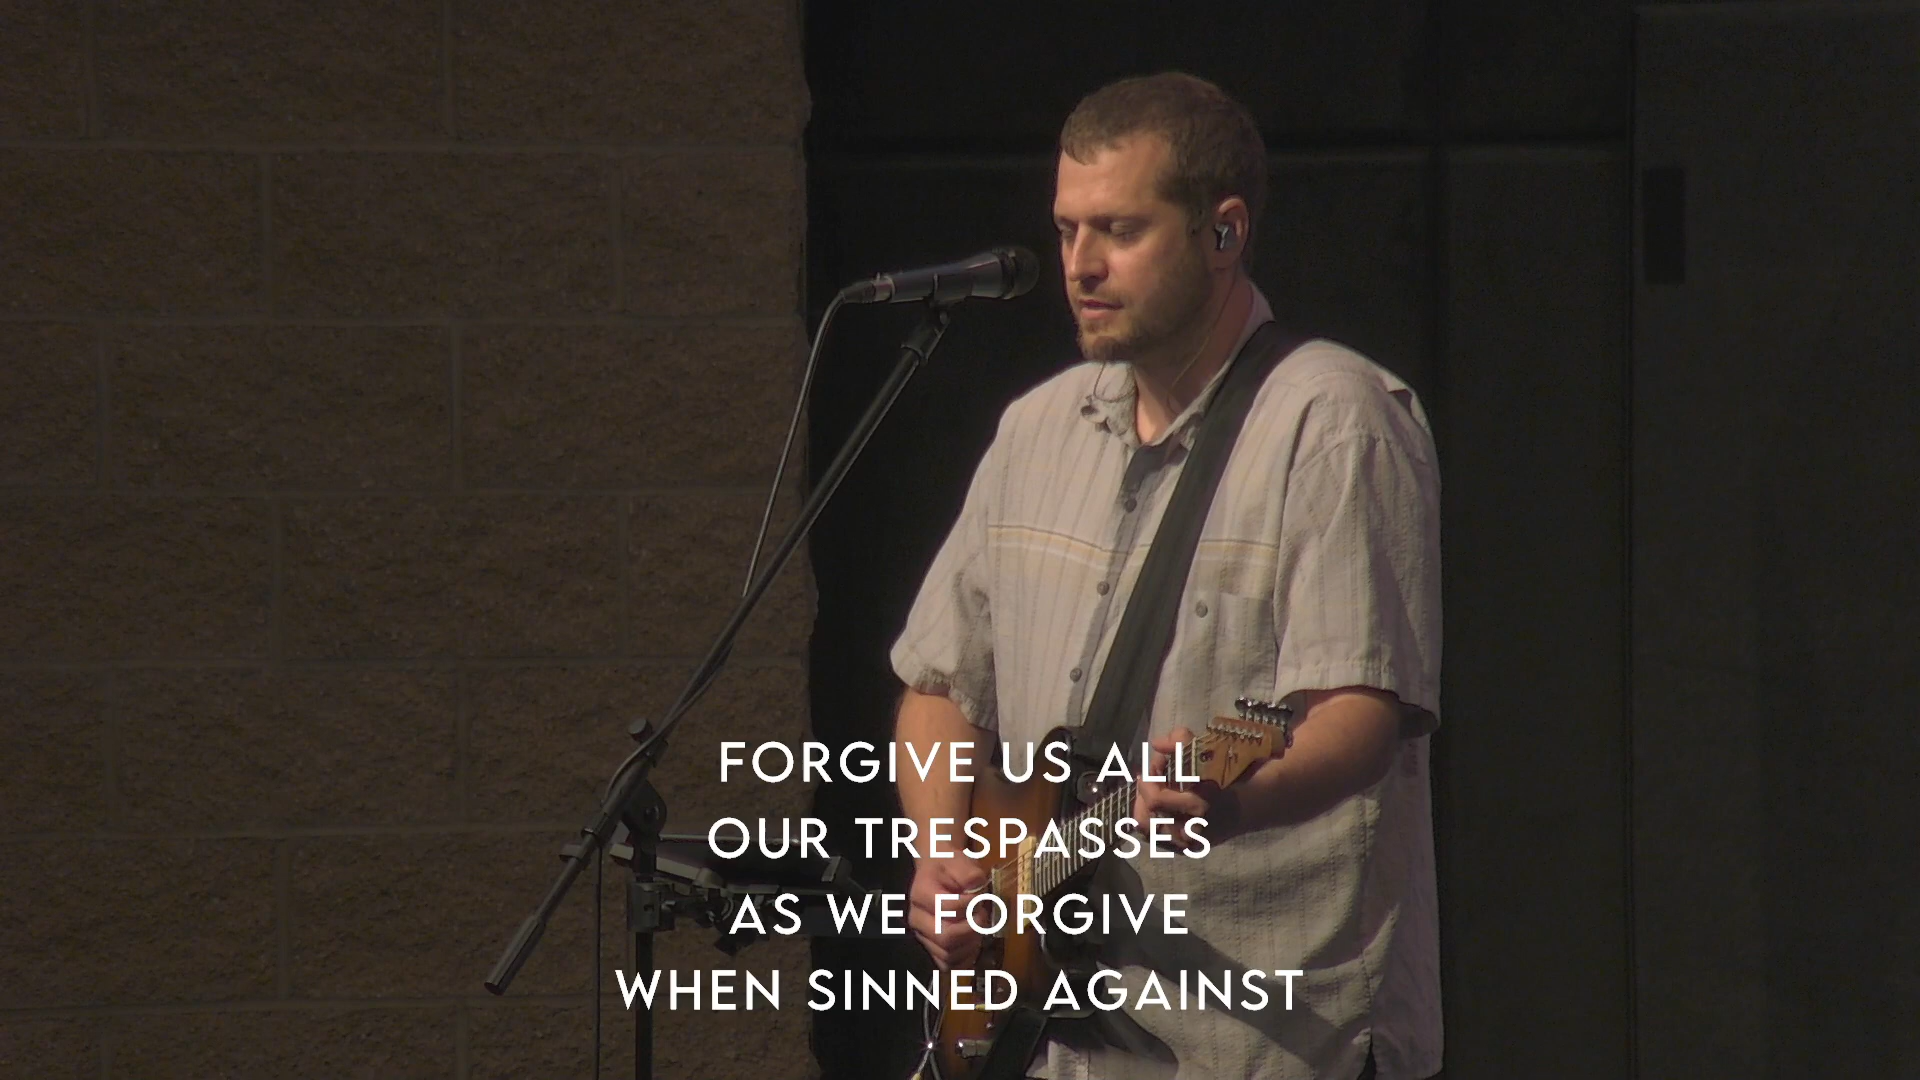 FORGIVE US ALL
OUR TRESPASSES
AS WE FORGIVE
WHEN SINNED AGAINST